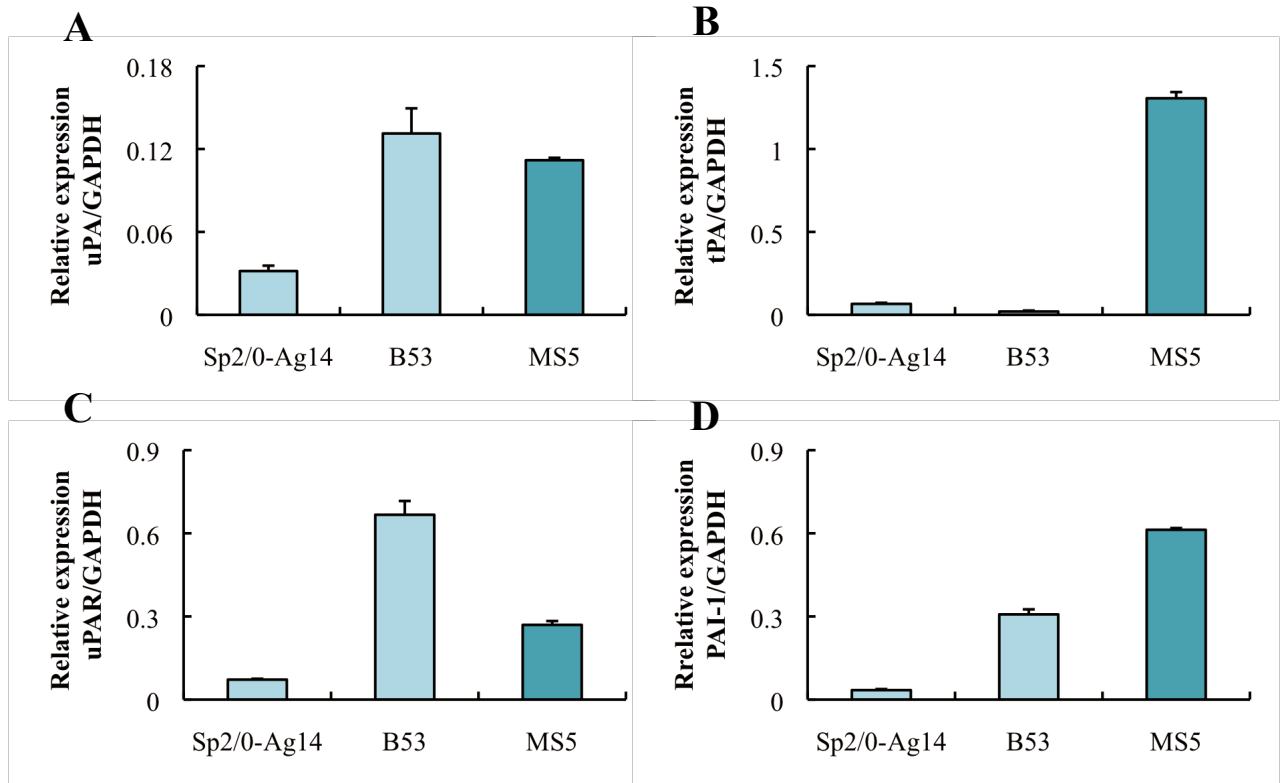 A
Relative expression
uPA/GAPDH
0.18
0.12
0.06
0
Sp2/0-Ag14 B53 MS5
B
Relative expression
tPA/GAPDH
1.5
1
0.5
0
Sp2/0-Ag14 B53 MS5
C
Relative expression
uPAR/GAPDH
0.9
0.6
0.3
0
Sp2/0-Ag14 B53 MS5
D
Rrelative expression
PAI-1/GAPDH
0.9
0.6
0.3
0
Sp2/0-Ag14 B53 MS5